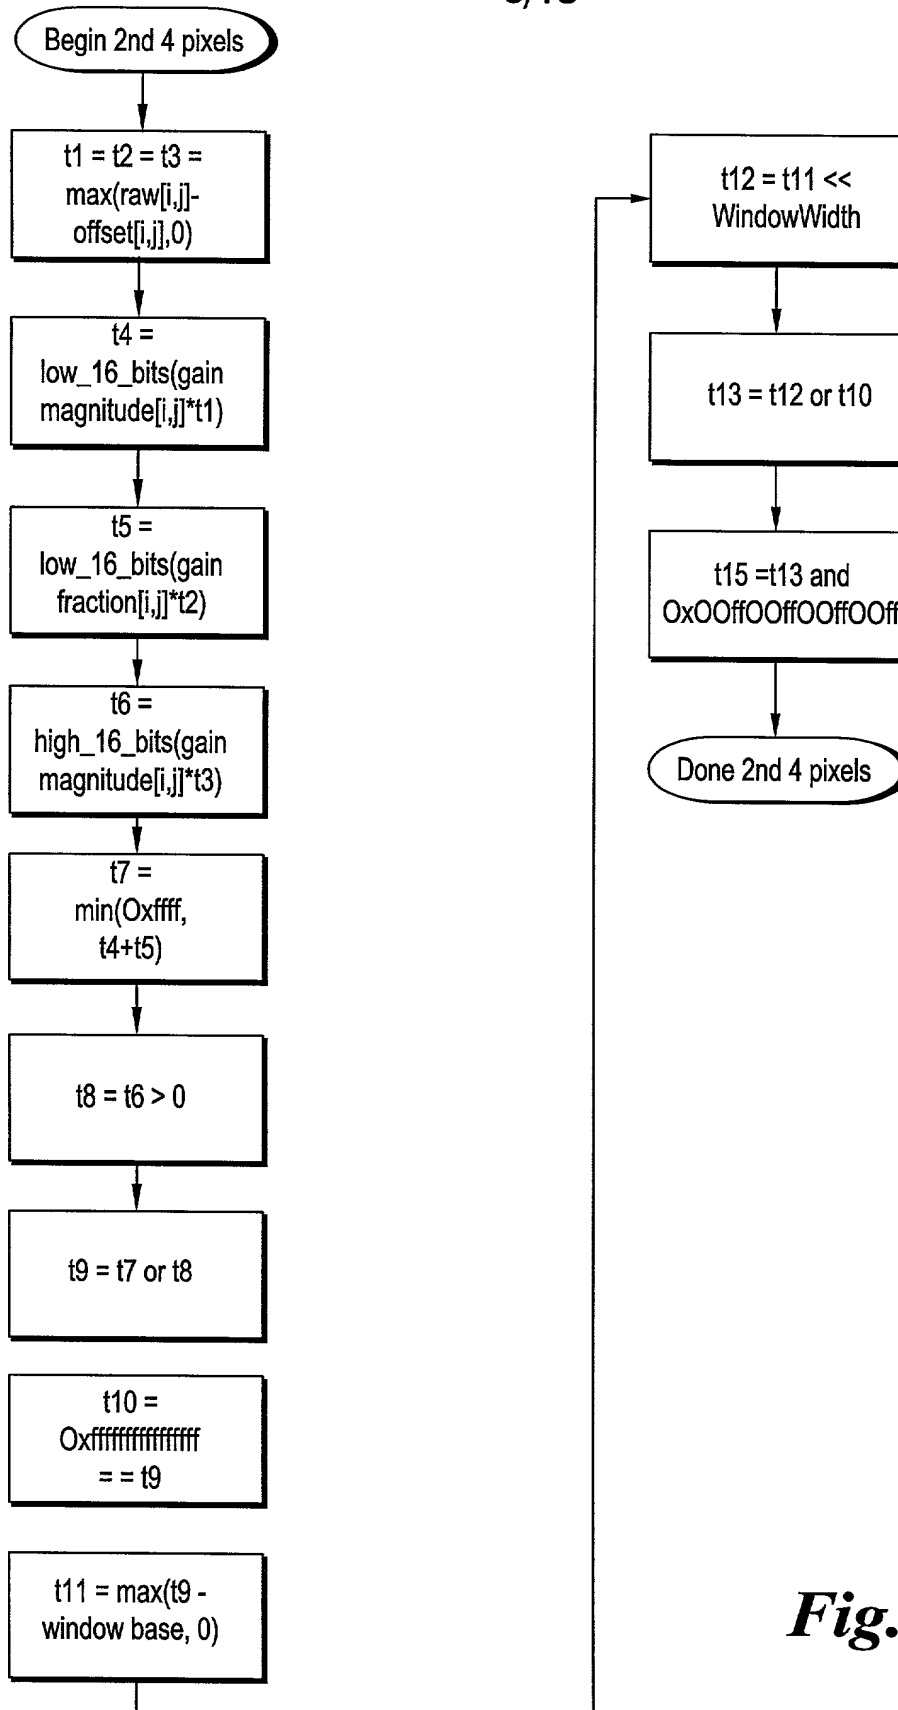 Begin 2nd 4 pixels
t1 = t2 = t3 =
max(raw[i,j]-
offset[i,j],0)
t4 =
low_16_bits(gain
magnitude[i,j]*t1)
t5 =
low_16_bits(gain
fraction[i,j]]*t2)
t6 =
high_16_bits(gain
magnitude[i,j]*t3)
t7 =
min(0xffff,
t4+t5)
t8 = t6 > 0
t9 = t7 or t8
t10 =
0xffffffffffffffff
= = t9
t11 = max(t9 -
window base, 0)
t12 = t11 <<
WindowWidth
t13 = t12 or t10
t15 =t13 and
OxOOffOOffOOffOOff
Done 2nd 4 pixels
Fig.